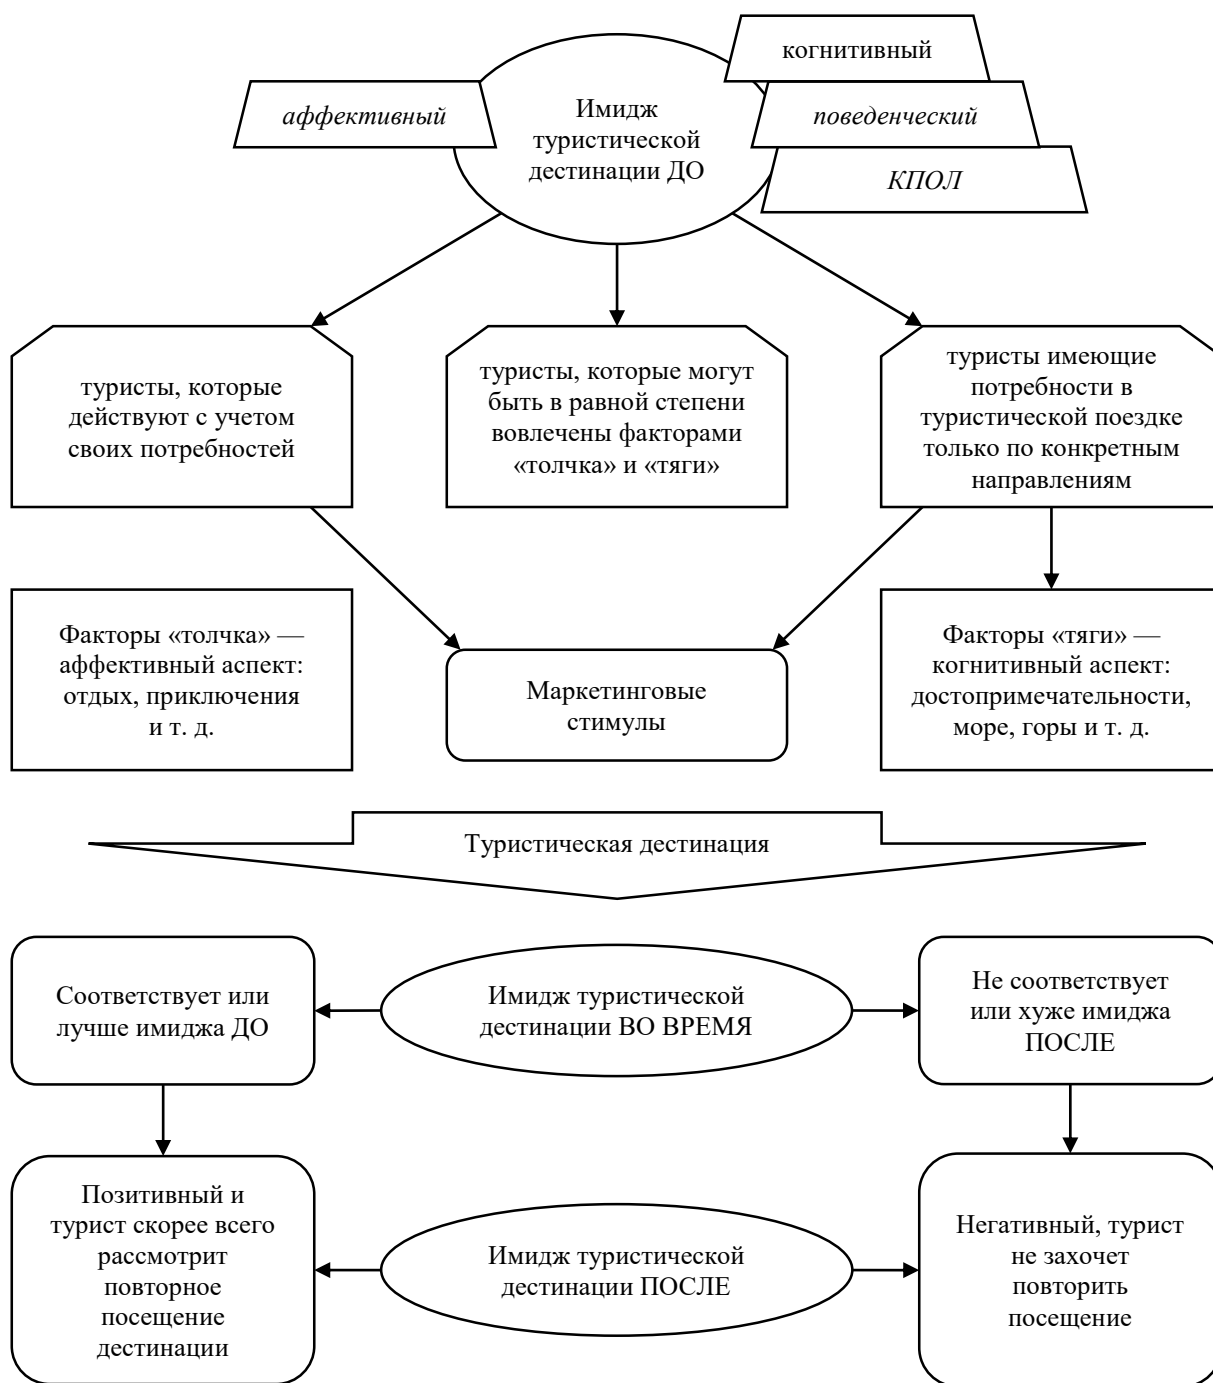 когнитивный
аффективный
поведенческий
КПОЛ
Имидж
туристической
дестинации ДО
туристы, которые
действуют с учетом
своих потребностей
туристы, которые могут
быть в равной степени
вовлечены факторами
«толчка» и «тяги»
туристы имеющие
потребности в
туристической поездке
только по конкретным
направлениям
Факторы «толчка» —
аффективный аспект:
отдых, приключения
и т. д.
Маркетинговые
стимулы
Факторы «тяги» —
когнитивный аспект:
достопримечательности,
море, горы и т. д.
Туристическая дестинация
Соответствует или
лучше имиджа ДО
Имидж туристической
дестинации ВО ВРЕМЯ
Не соответствует
или хуже имиджа
ПОСЛЕ
Позитивный и
турист скорее всего
рассмотрит
повторное
посещение
дестинации
Имидж туристической
дестинации ПОСЛЕ
Негативный, турист
не захочет
повторить
посещение